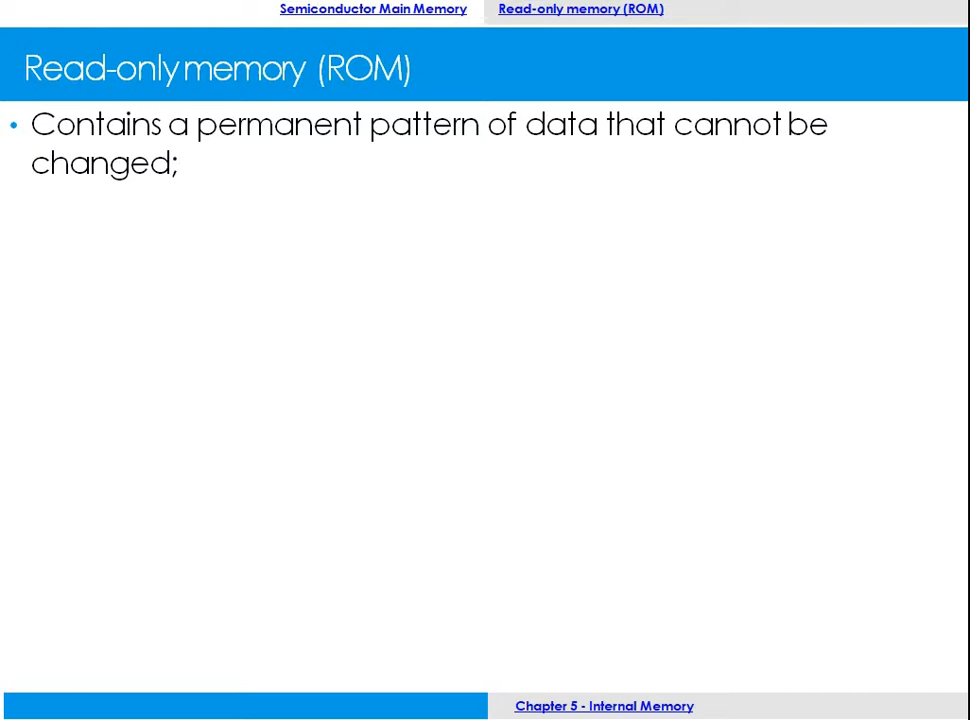 Semiconductor Main Memory Read-only memory (ROM)
Read-only memory (ROM)
• Contains a permanent pattern of data that cannot be
changed;
Chapter 5 - Internal Memory